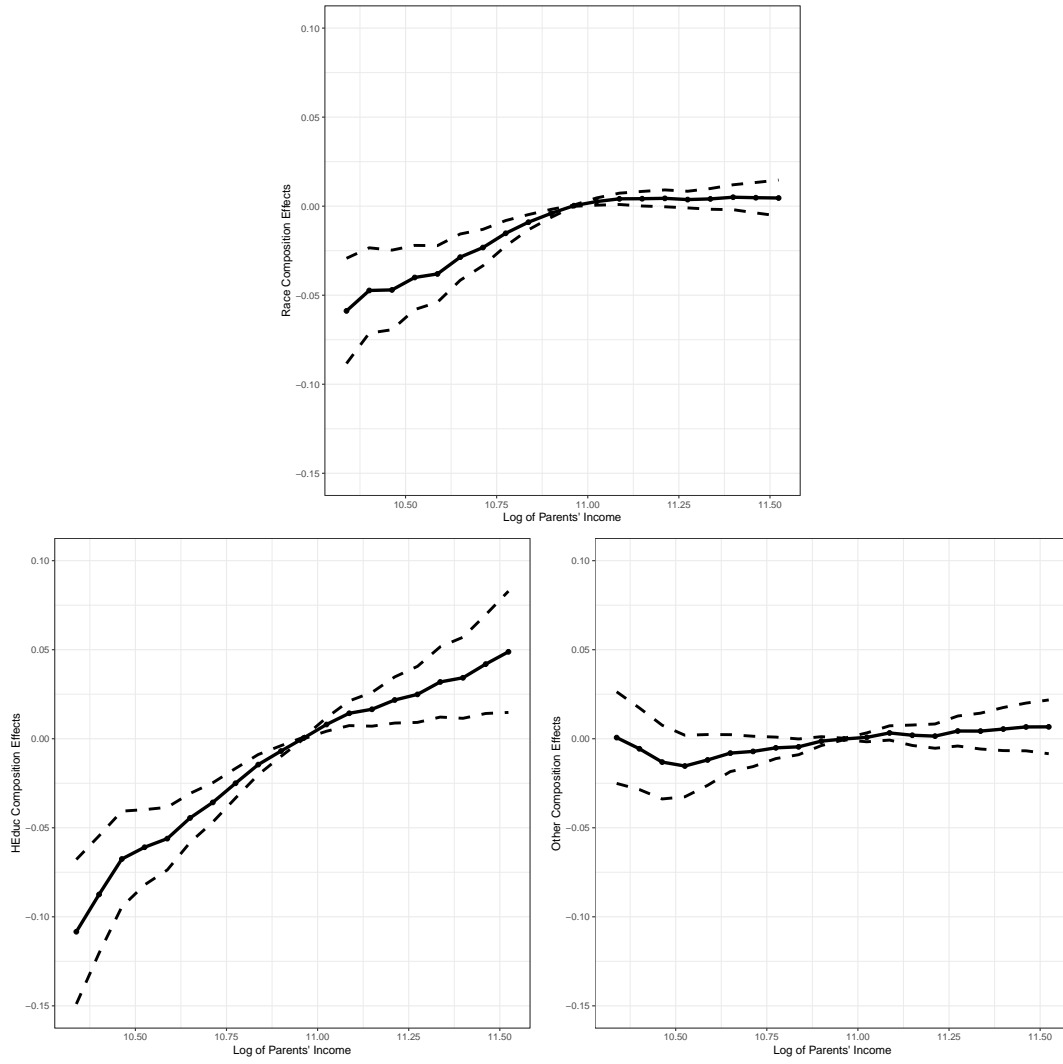 0.10
0.05
0.00
−0.05
−0.10
−0.15
Race Composition Effects
10.50 10.75 11.00 11.25 11.50
Log of Parents' Income
0.10
0.05
0.00
−0.05
−0.10
−0.15
HEduc Composition Effects
10.50 10.75 11.00 11.25 11.50
Log of Parents' Income
0.10
0.05
0.00
−0.05
−0.10
−0.15
Other Composition Effects
10.50 10.75 11.00 11.25 11.50
Log of Parents' Income